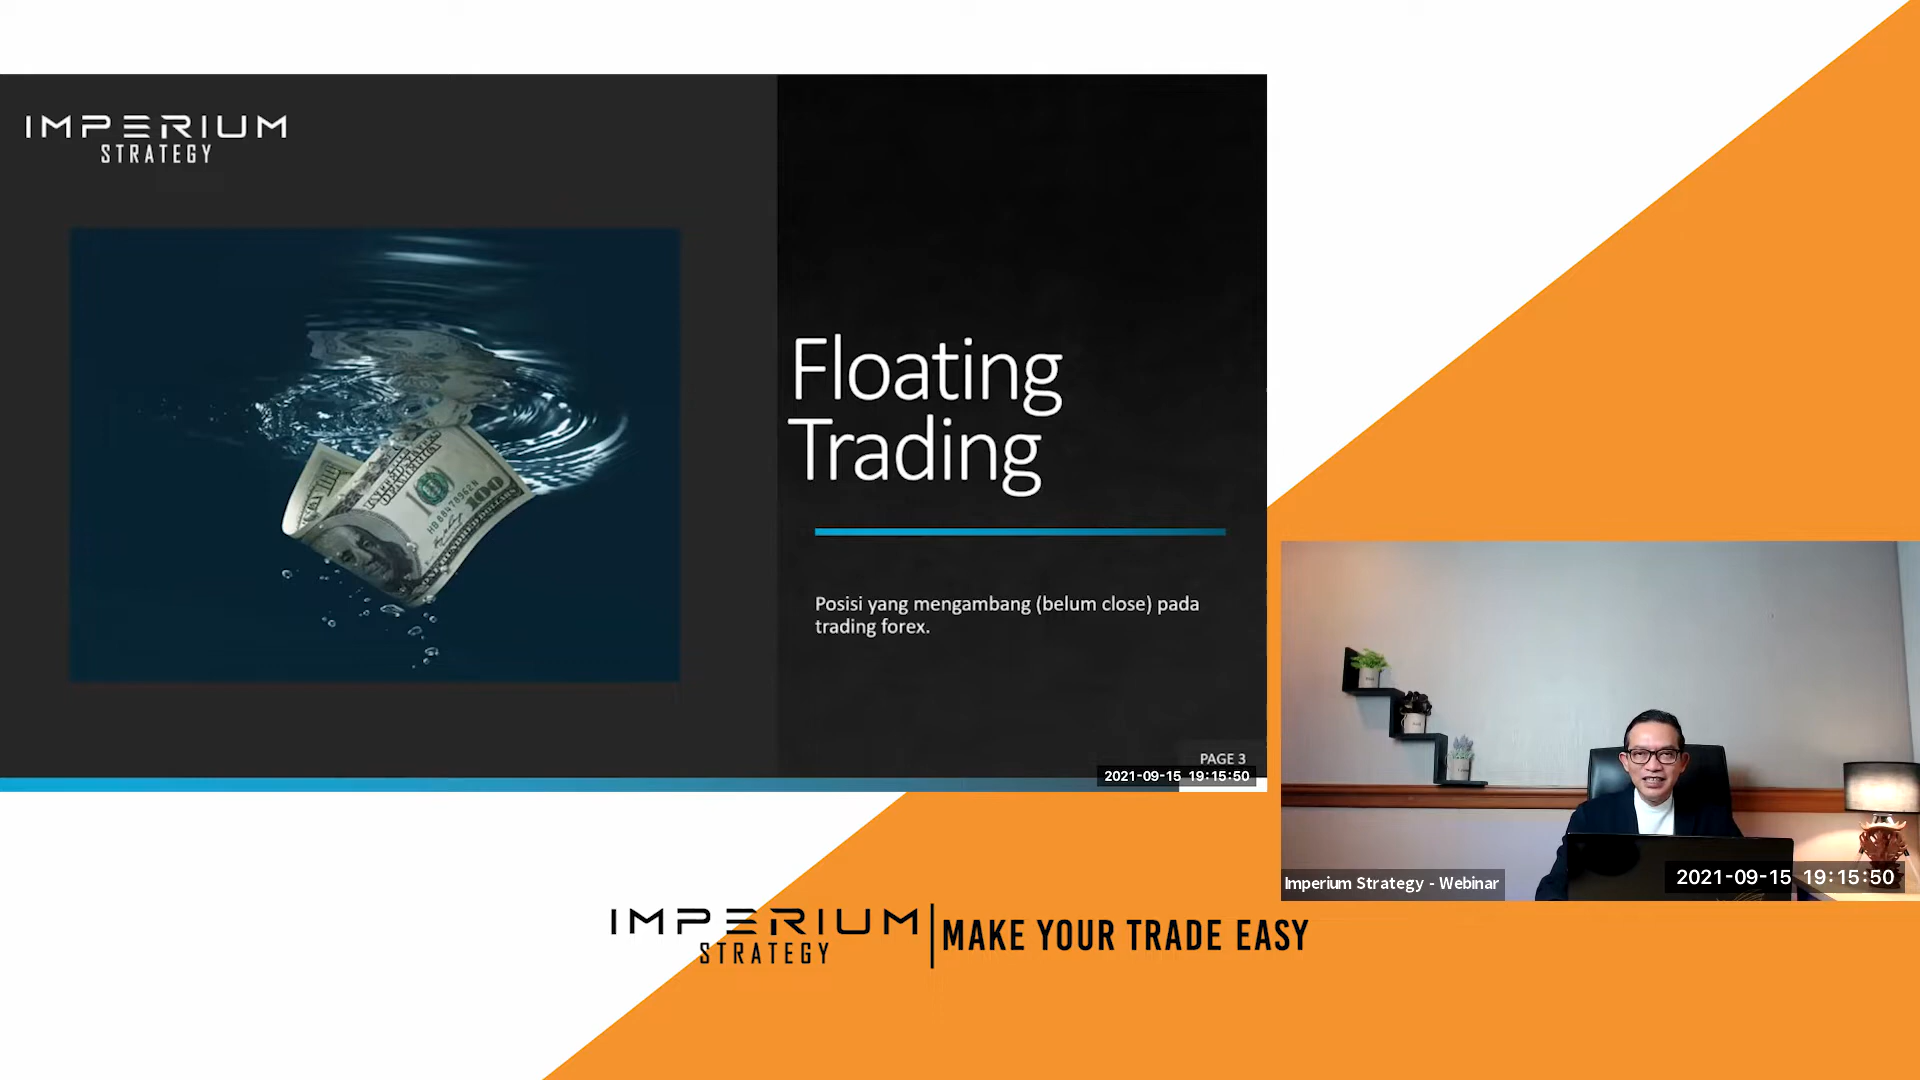 IMPERIUM
STRATEGY
Floating
Trading
Posisi yang mengambang (belum close) pada
trading forex.
PAGE 3
2021-09-15 19:15:50
Imperium Strategy - Webinar
2021-09-15 19:15:50
IMPERIUM
STRATEGY
MAKE YOUR TRADE EASY